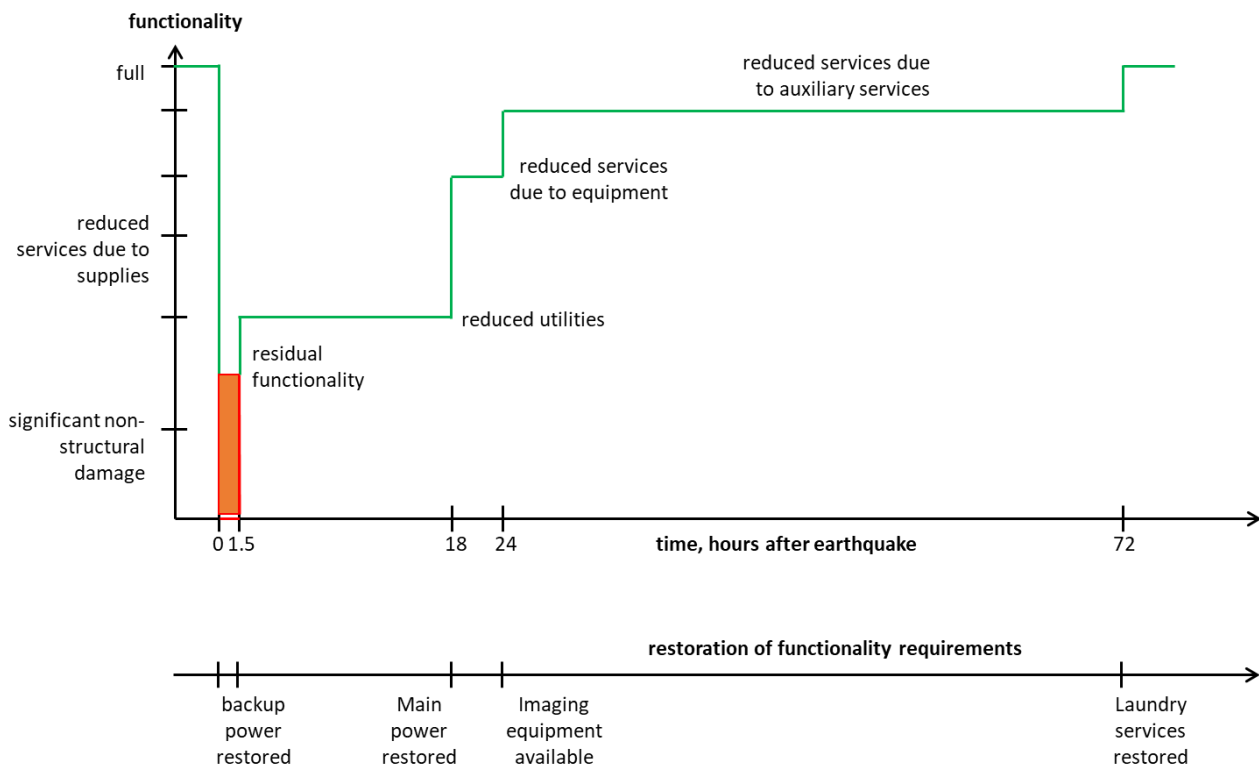 functionality
full
reduced services due
to auxiliary services
reduced services
due to equipment
reduced
services due to
supplies
reduced utilities
residual
functionality
significant non-
structural
damage
0 1.5 18 24 time, hours after earthquake 72
restoration of functionality requirements
backup
power
restored
Main
power
restored
Imaging
equipment
available
Laundry
services
restored